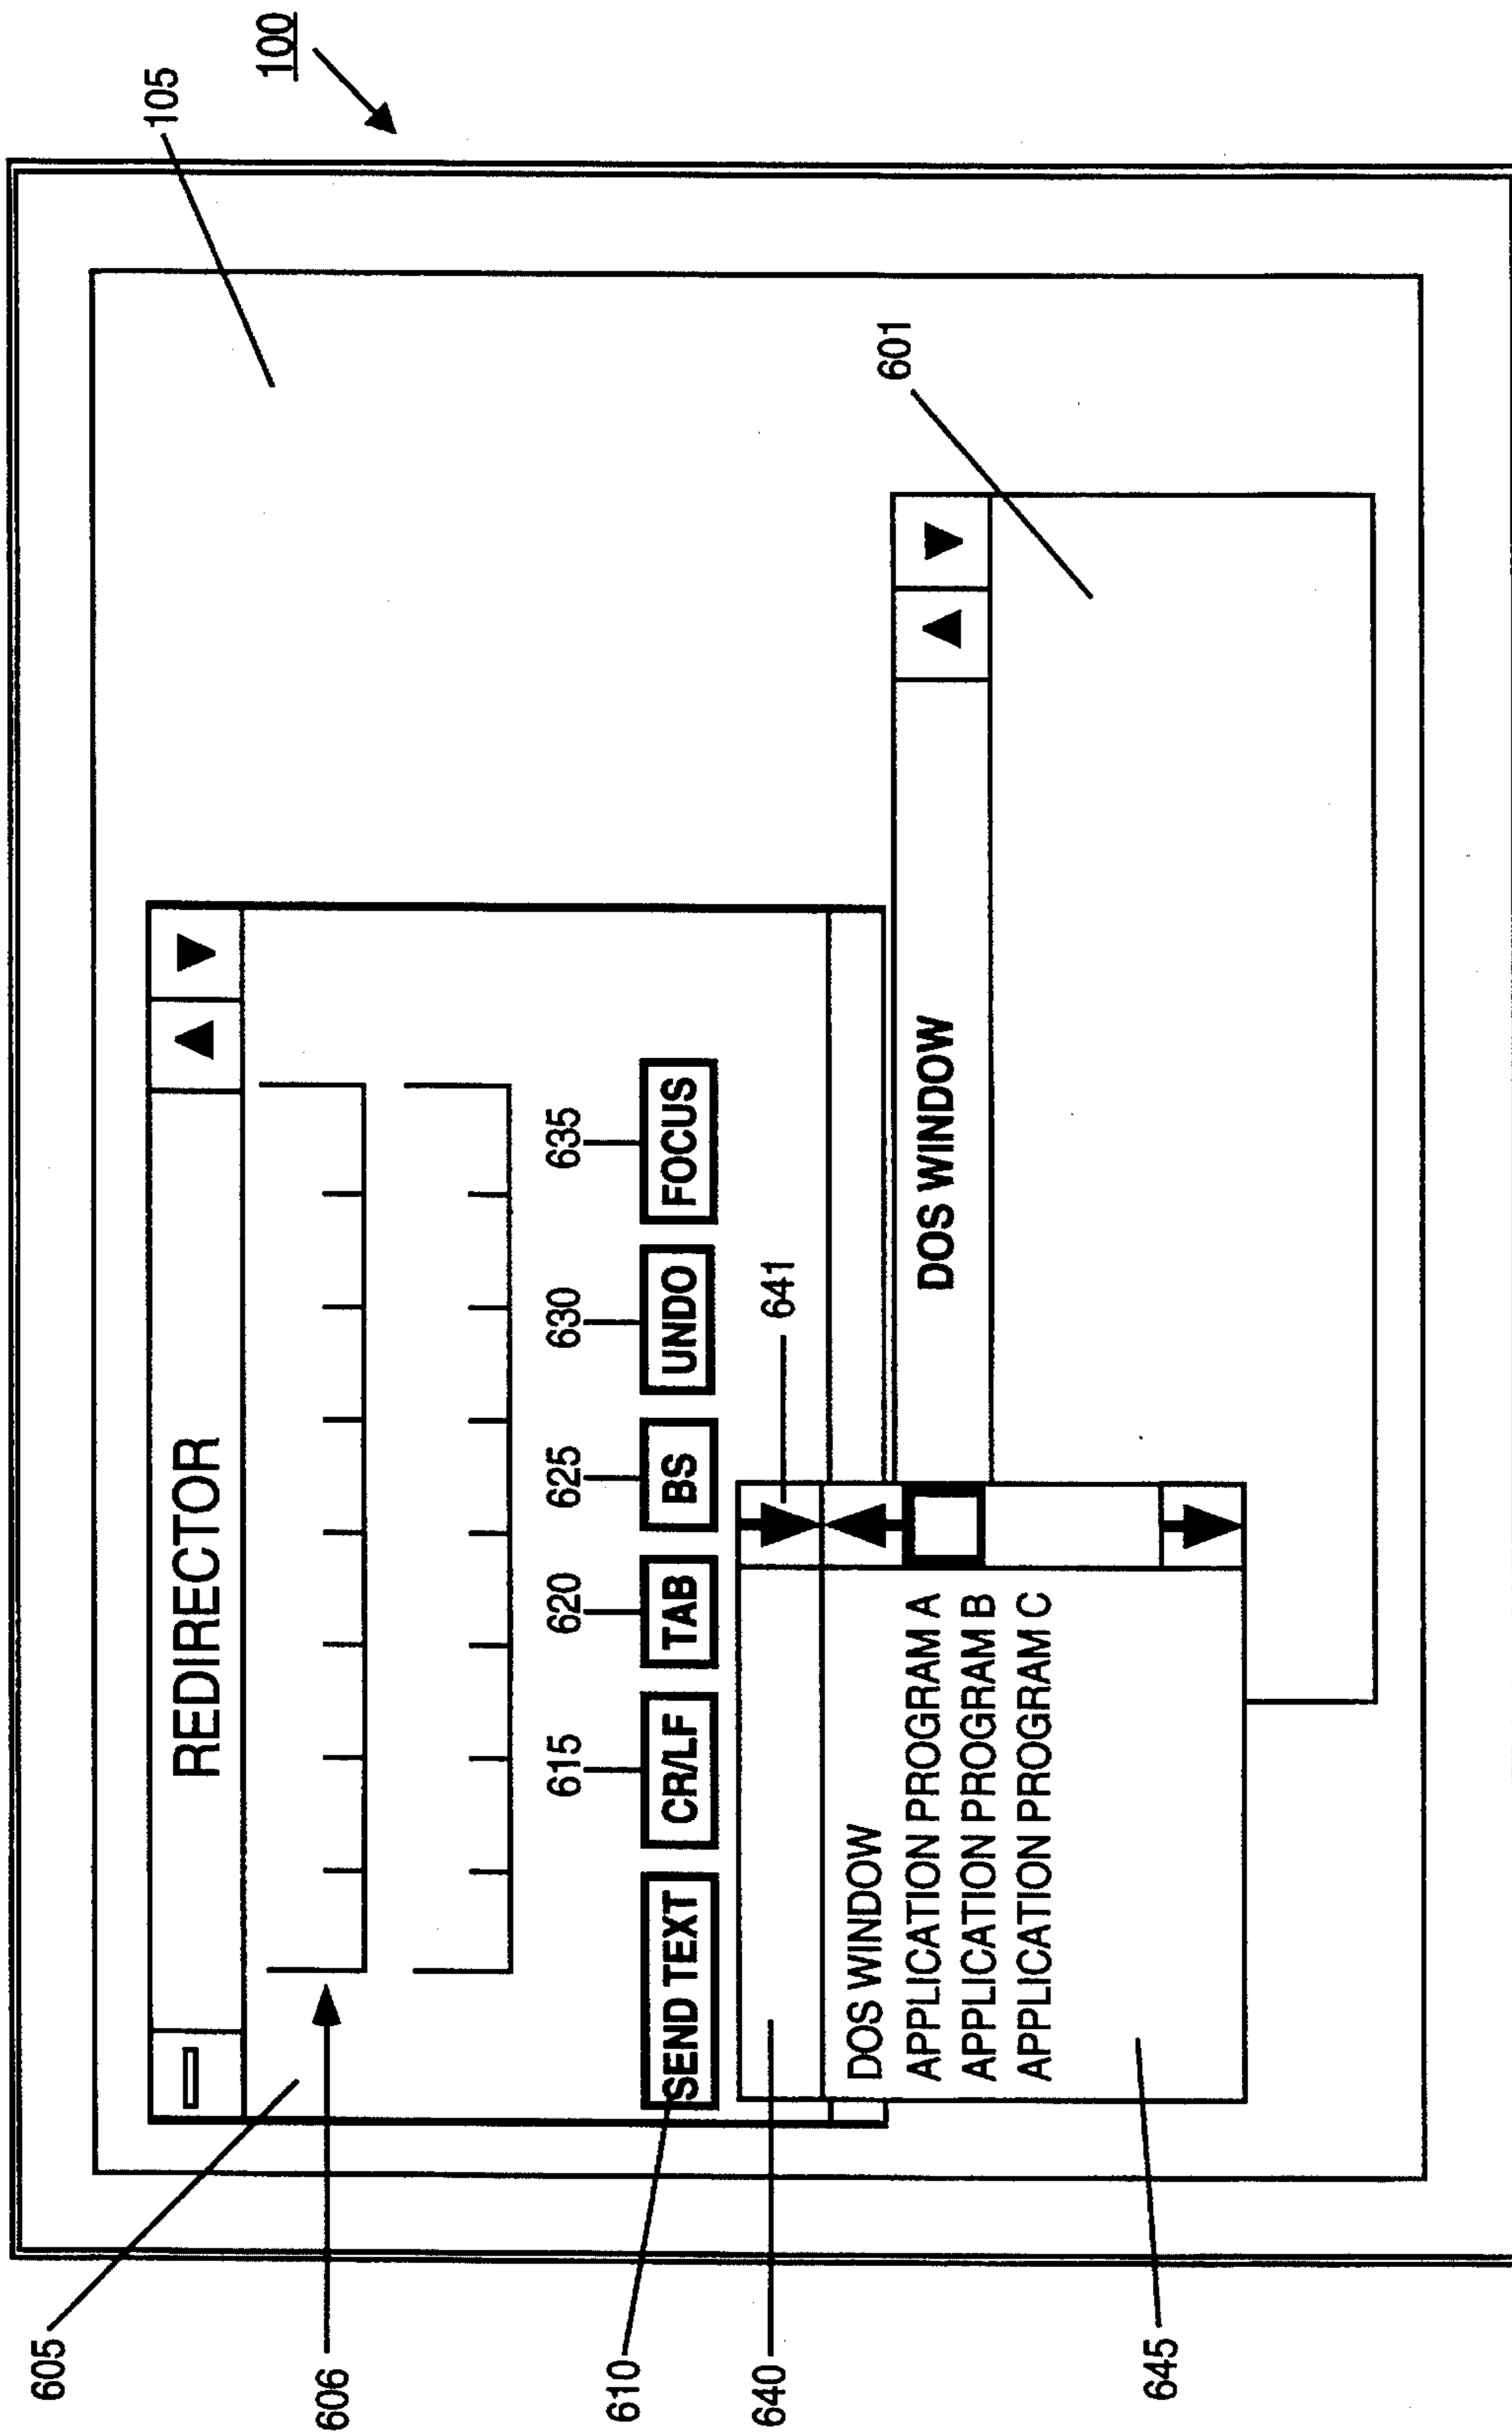 100
105
605
REDIRECTOR
606
615 620 625 630 635
610
SEND TEXT CR/LF TAB BS UNDO FOCUS
640
641
601
DOS WINDOW
DOS WINDOW
APPLICATION PROGRAM A
APPLICATION PROGRAM B
APPLICATION PROGRAM C
645